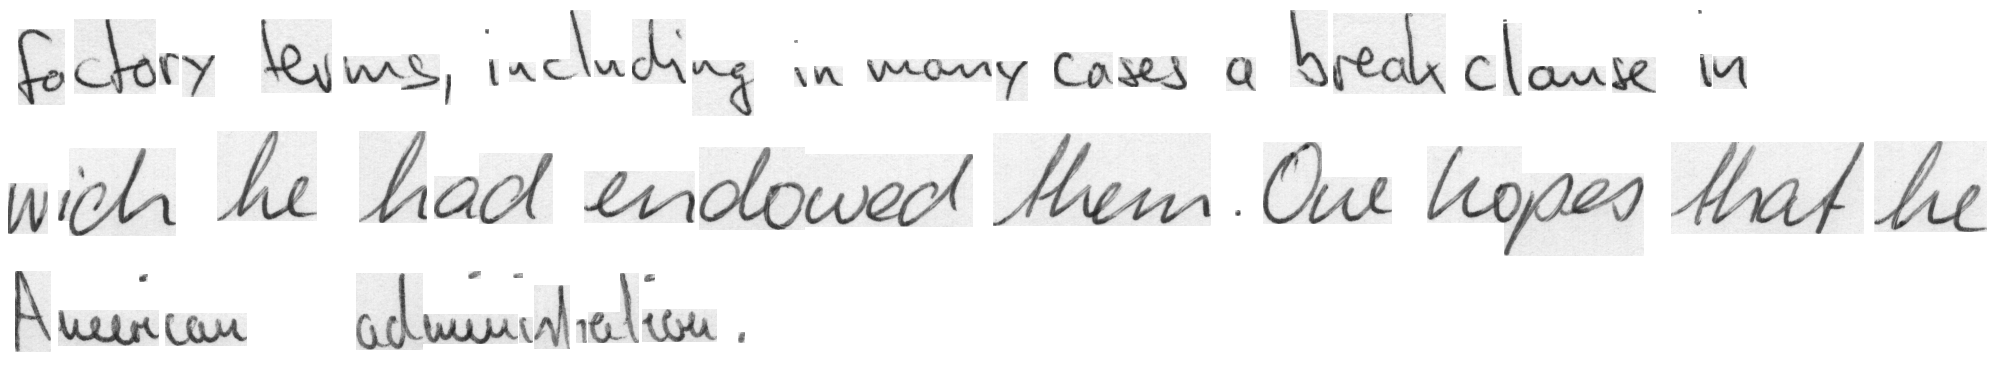 factory terms, including in many cases a break clause in
wich he had endowed them. One hopes that he
American administration.